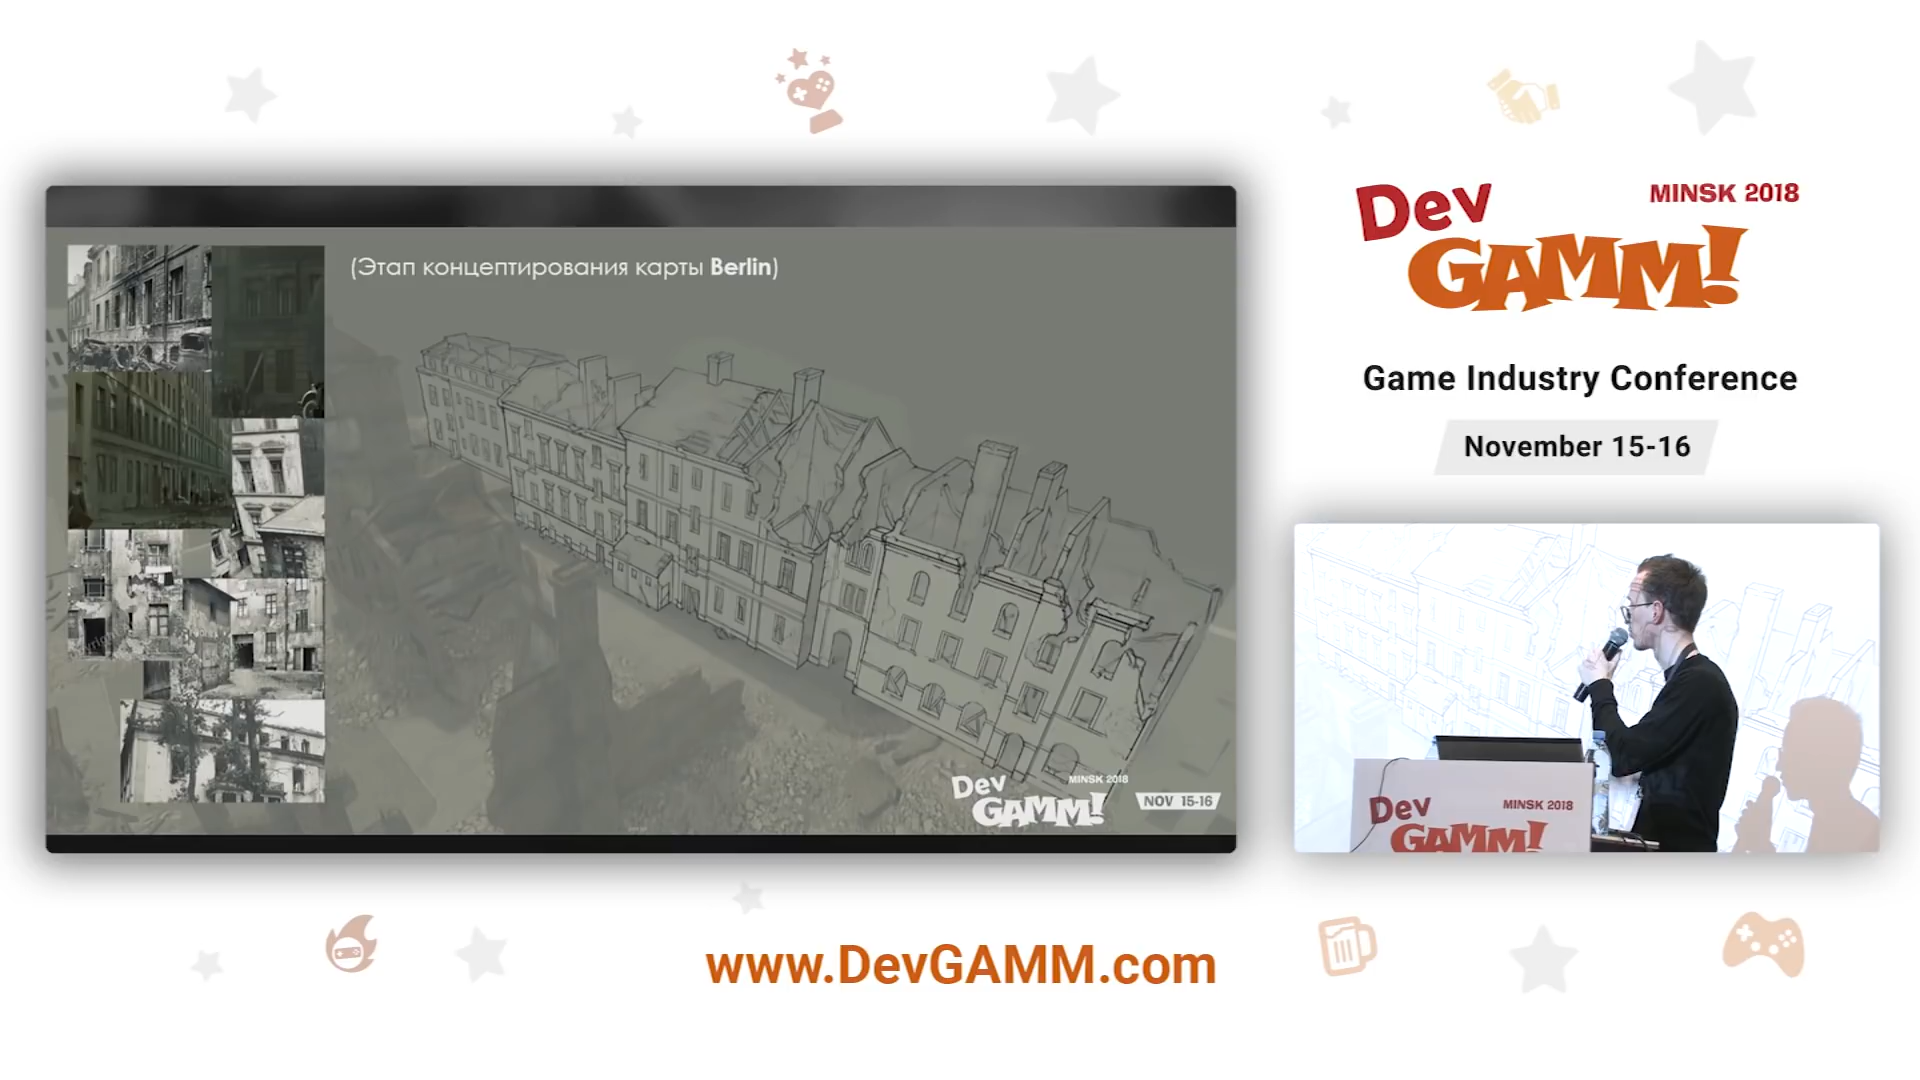 (Этап концептирования карты Berlin)
Dev
GAMM!
MINSK 2018
NOV 15-16
Dev
GAMM!
MINSK 2018
Game Industry Conference
November 15-16
Dev
GAMM!
MINSK 2018
www.DevGAMM.com